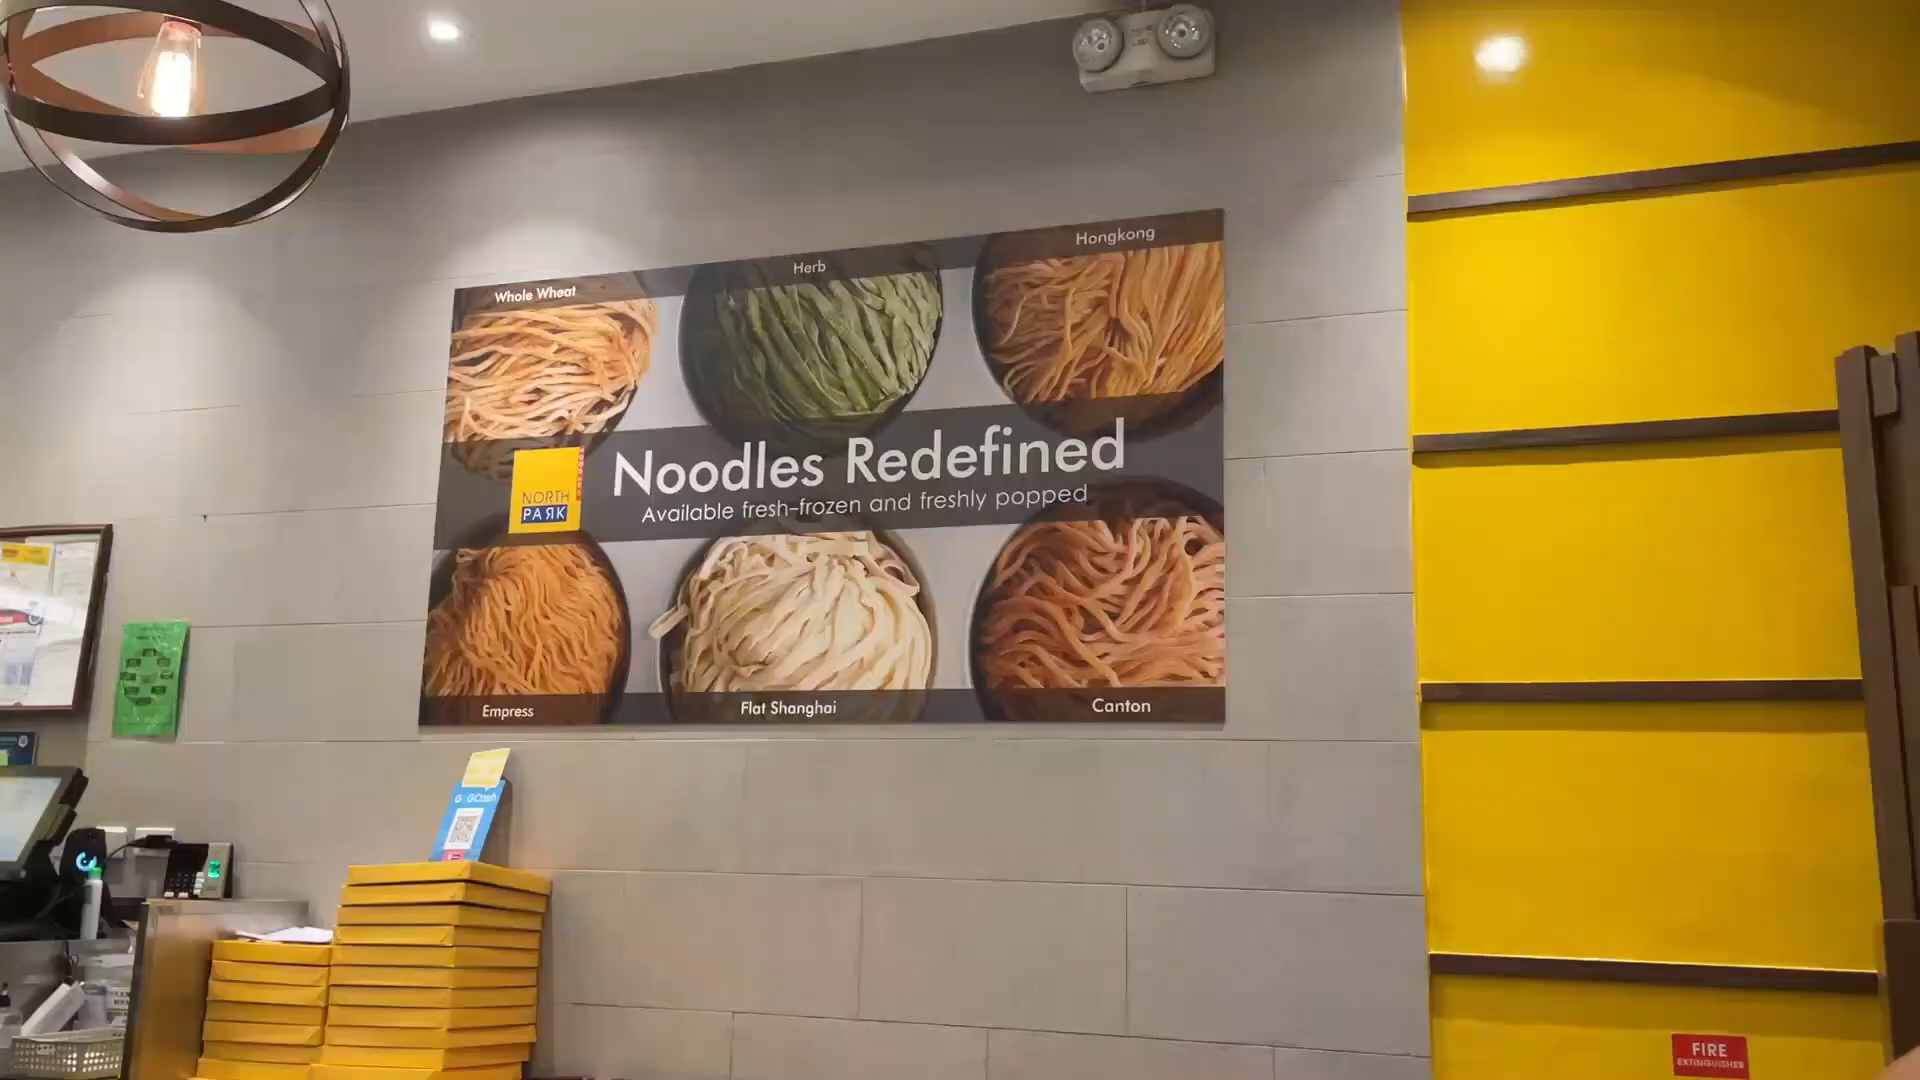 Hongkong
Herb
Whole Wheat
Noodles Redefined
Available fresh-frozen and freshly popped
NORTH
PARK
Empress
Flat Shanghai
Canton
GCash
FIRE
EXTINGUISHER